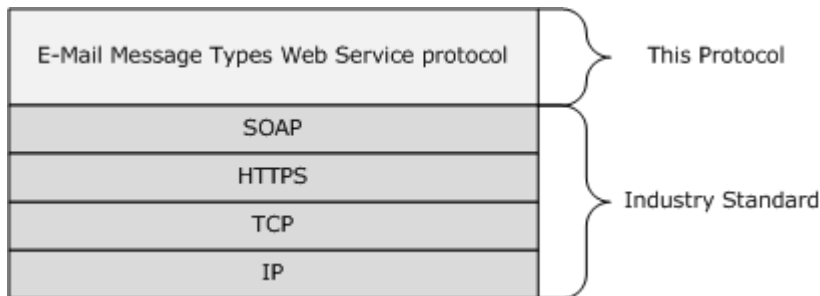 E-Mail Message Types Web Service protocol
This Protocol
SOAP
HTTPS
TCP
IP
Industry Standard